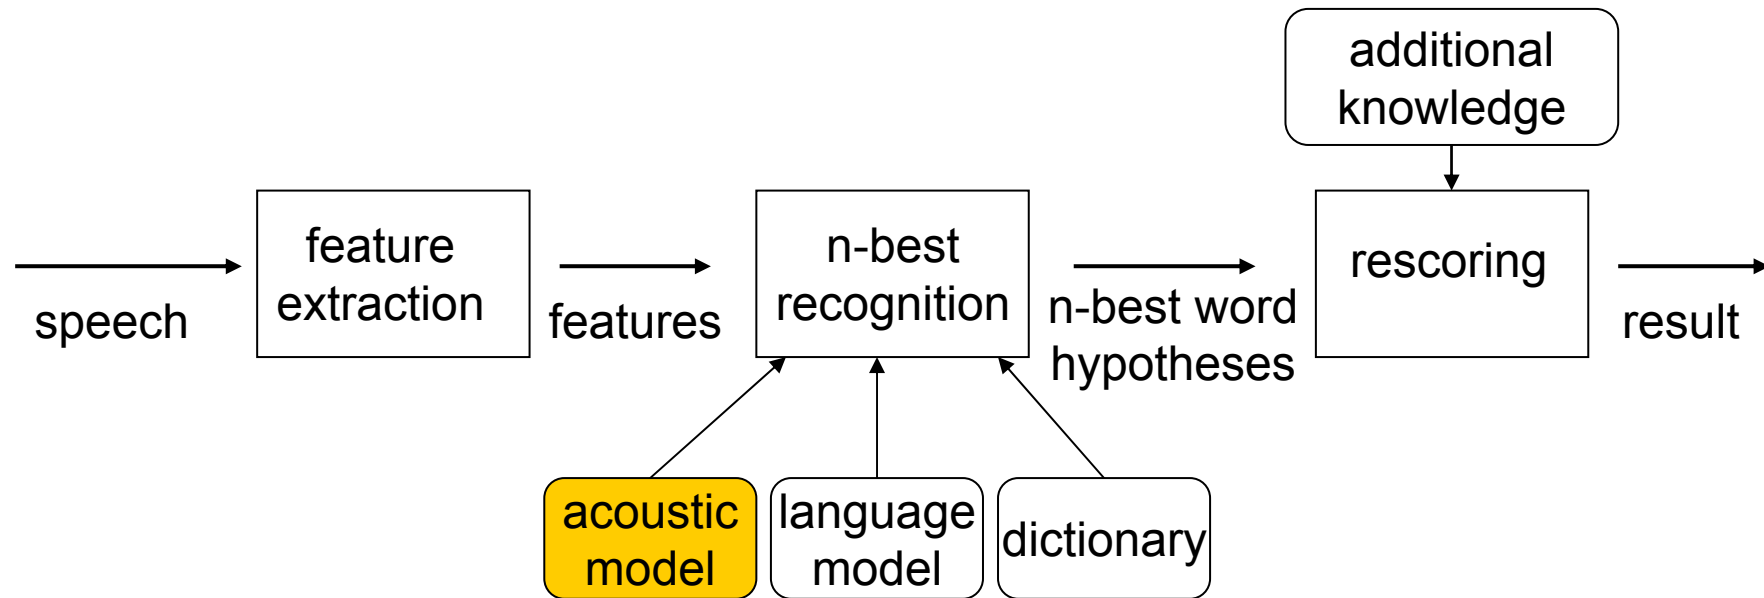 additional
knowledge
feature
extraction
n-best
recognition
rescoring
speech
features
n-best word
hypotheses
result
acoustic
model
language
model
dictionary